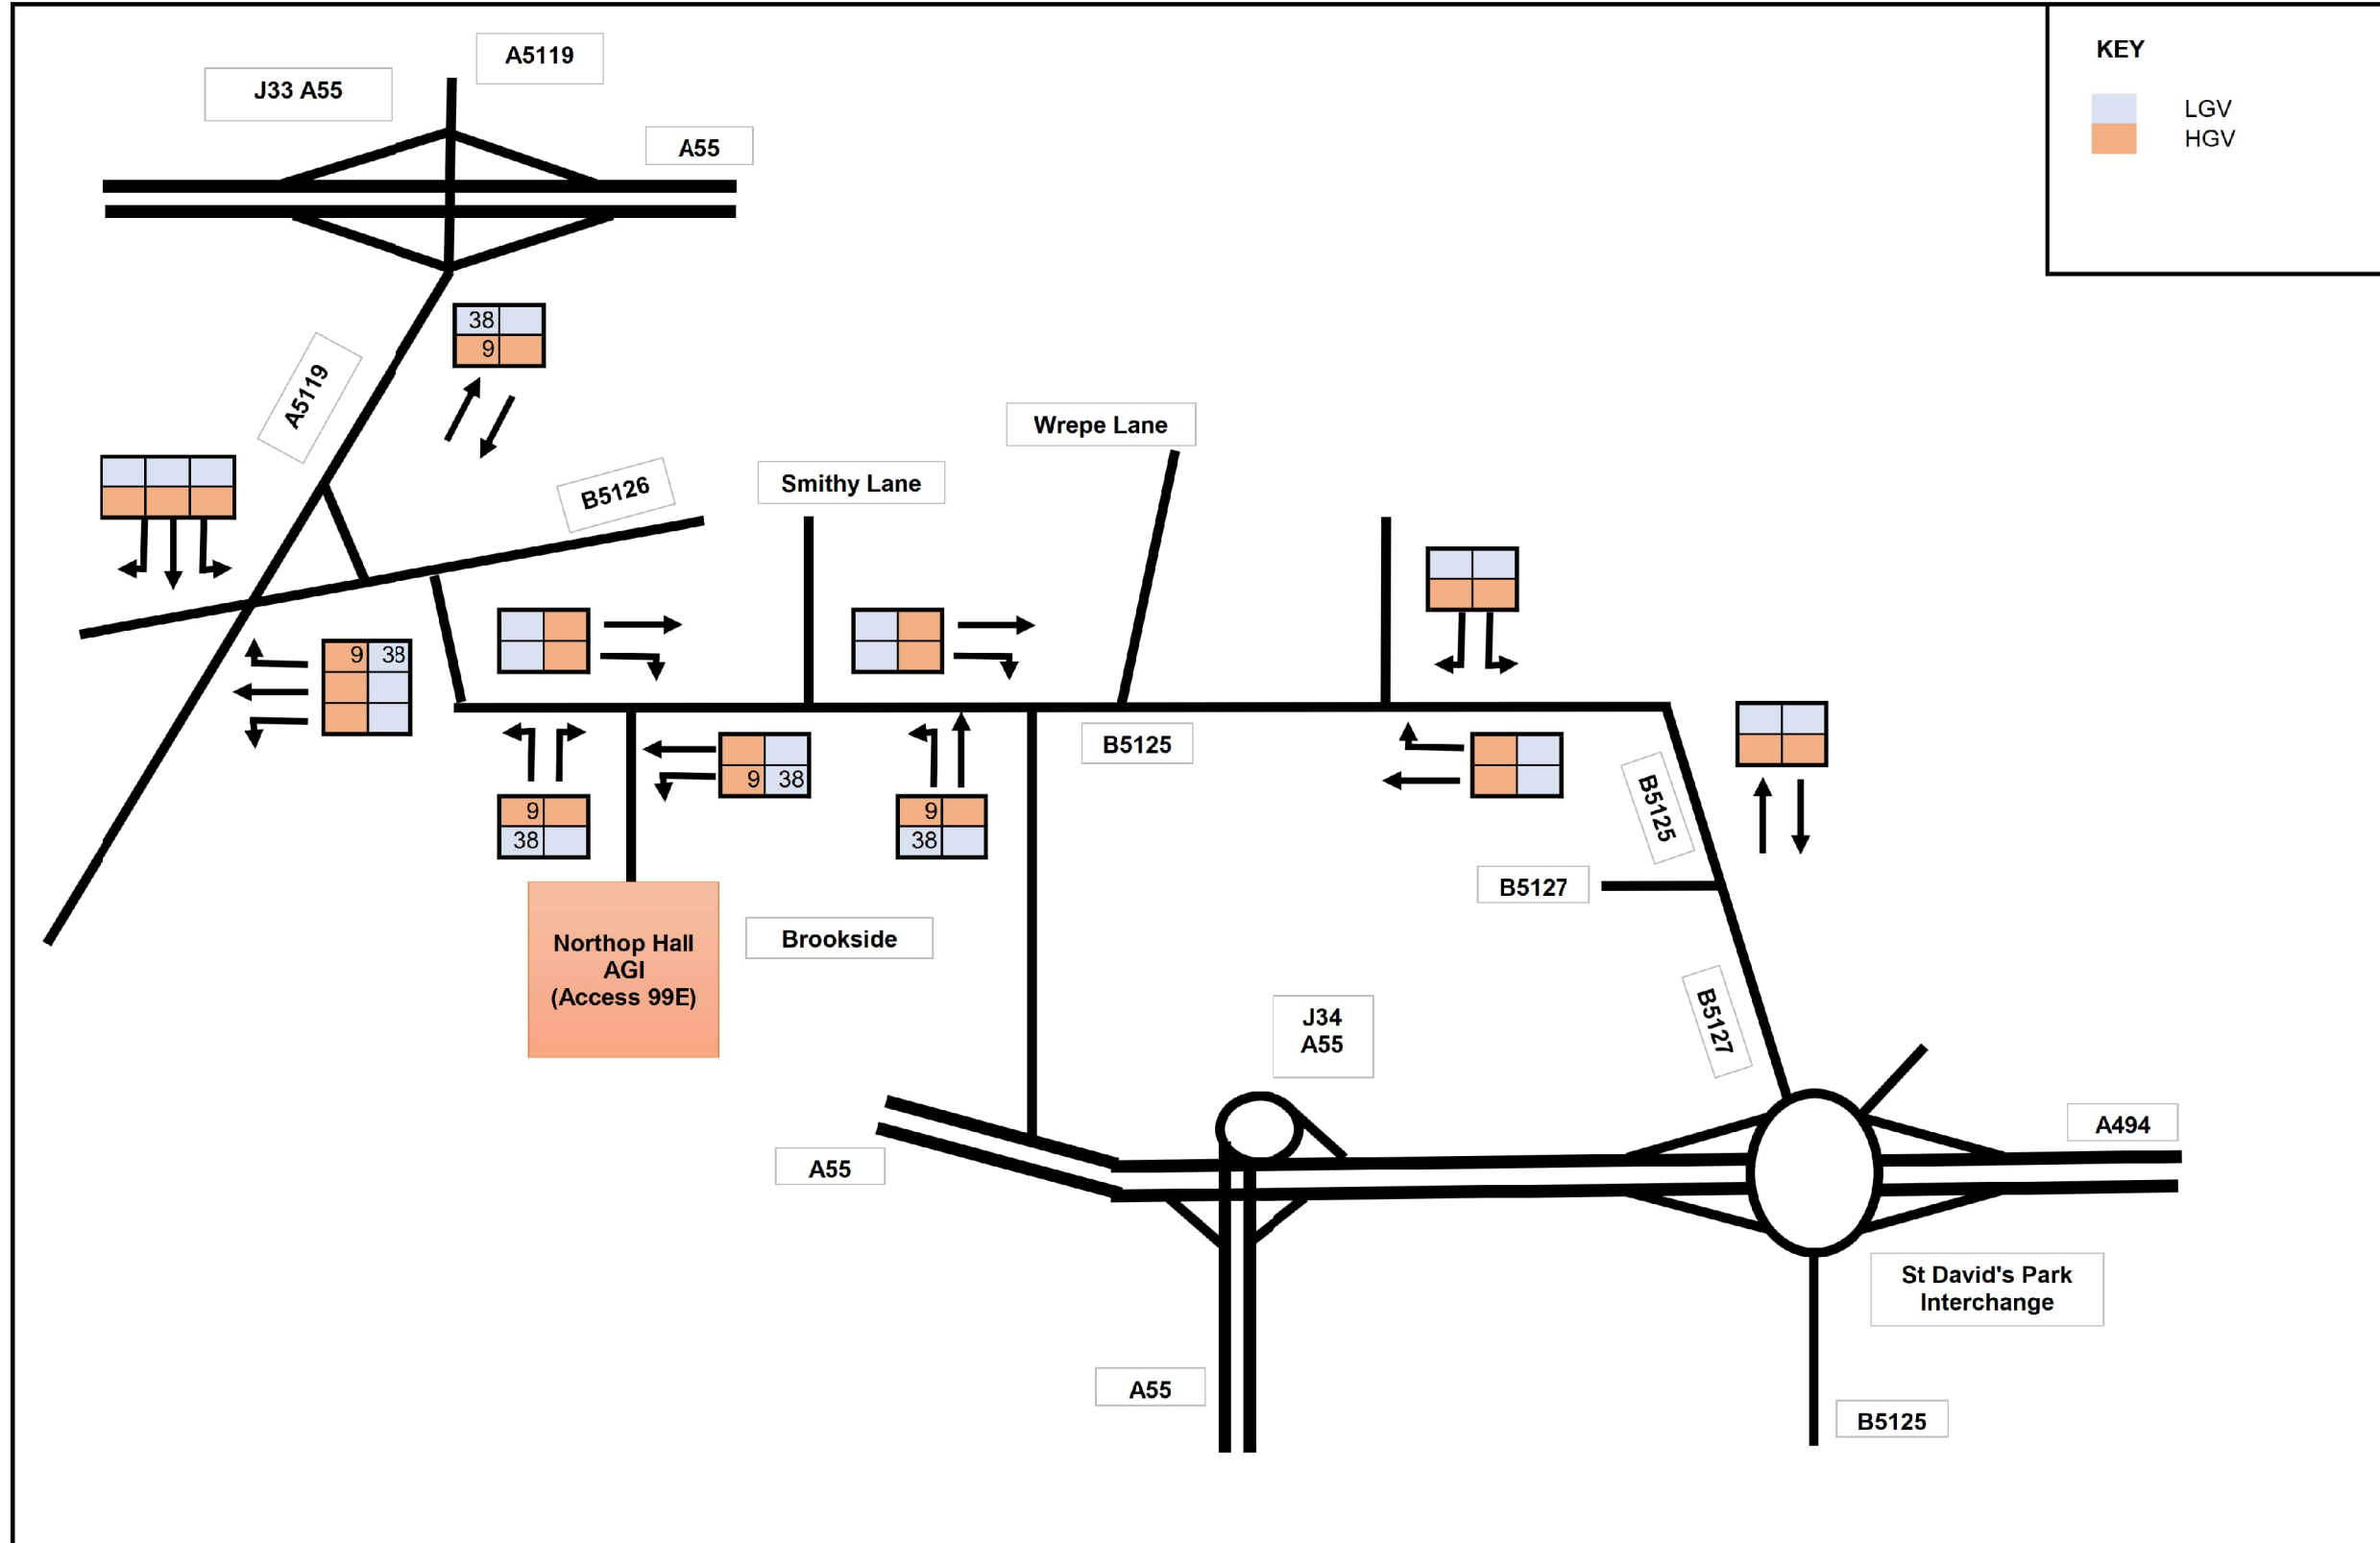 A5119
J33 A55
A55
KEY
LGV
HGV
38
9
A5119
B5126
Smithy Lane
Wrepe Lane
9 38
B5125
9 38
9
38
9
38
B5125
B5127
Northop Hall
AGI
(Access 99E)
Brookside
B5127
J34
A55
A494
A55
St David's Park
Interchange
A55
B5125